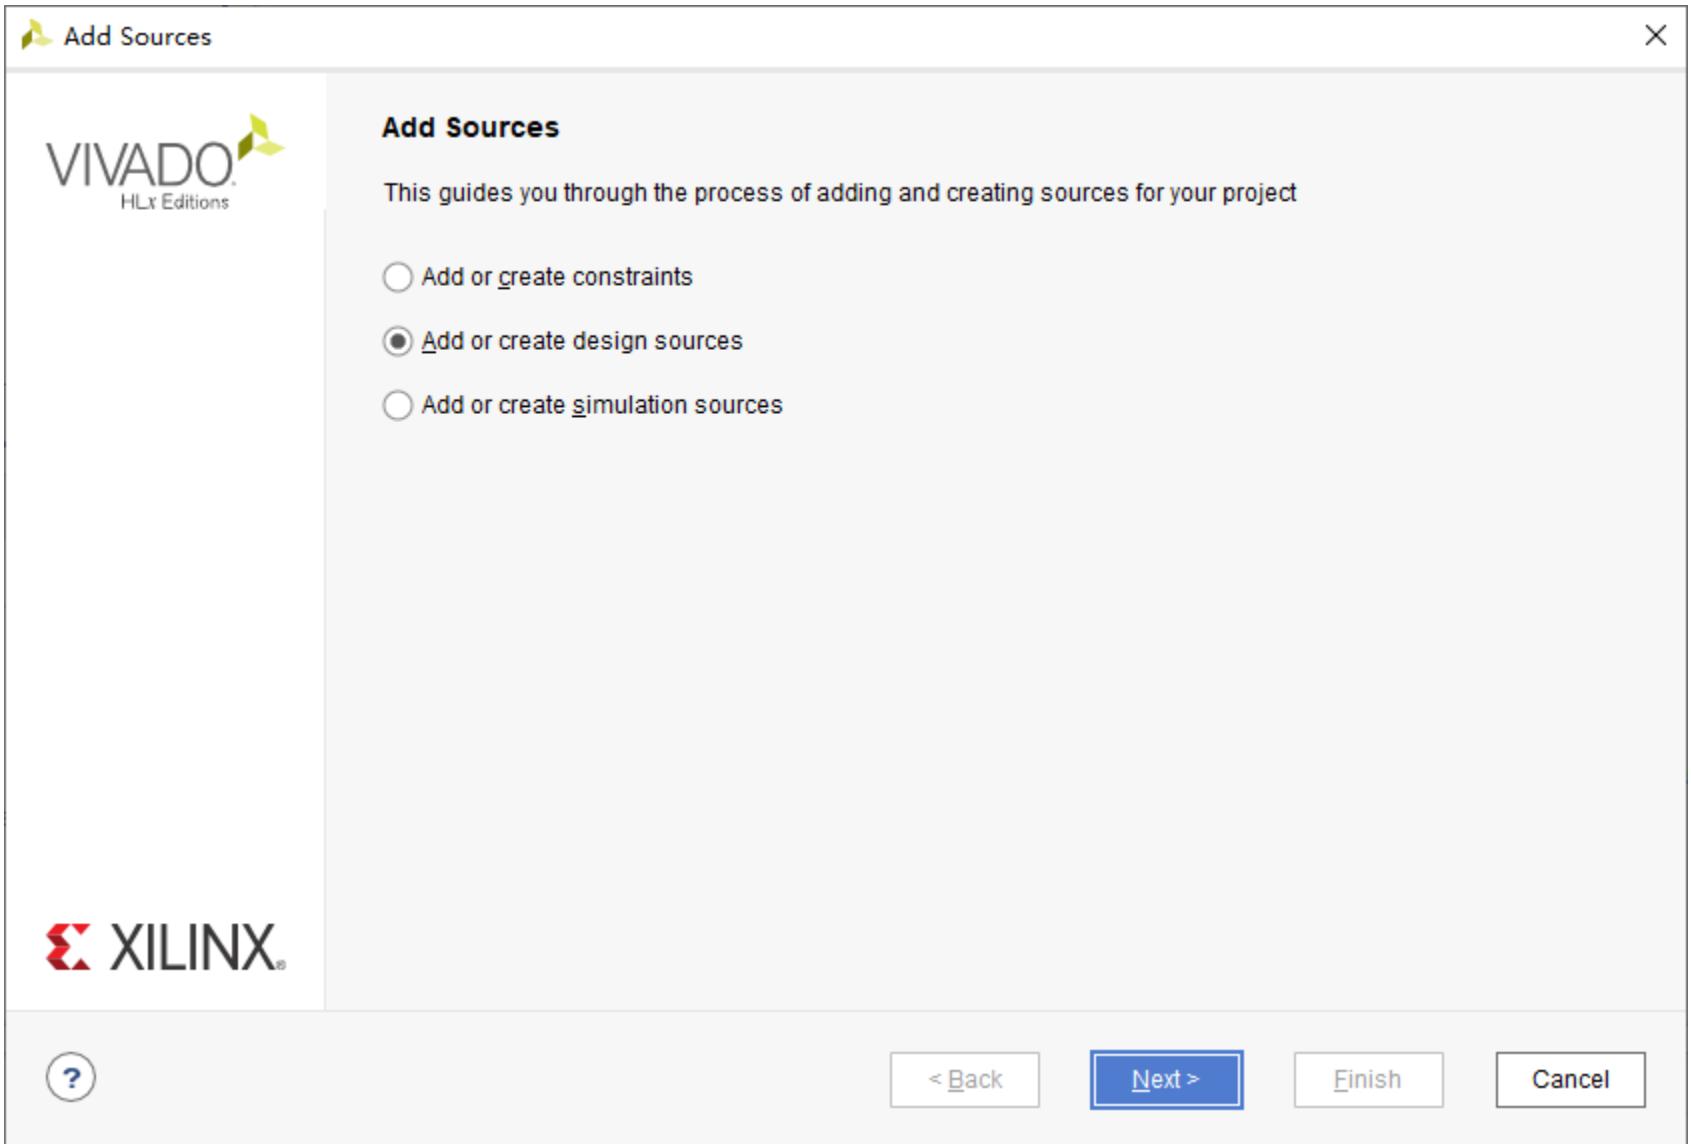 Add Sources
VIVADO.
HLx Editions
Add Sources
This guides you through the process of adding and creating sources for your project
Add or create constraints
Add or create design sources
Add or create simulation sources
XILINX®
?
< Back
Next >
Finish
Cancel